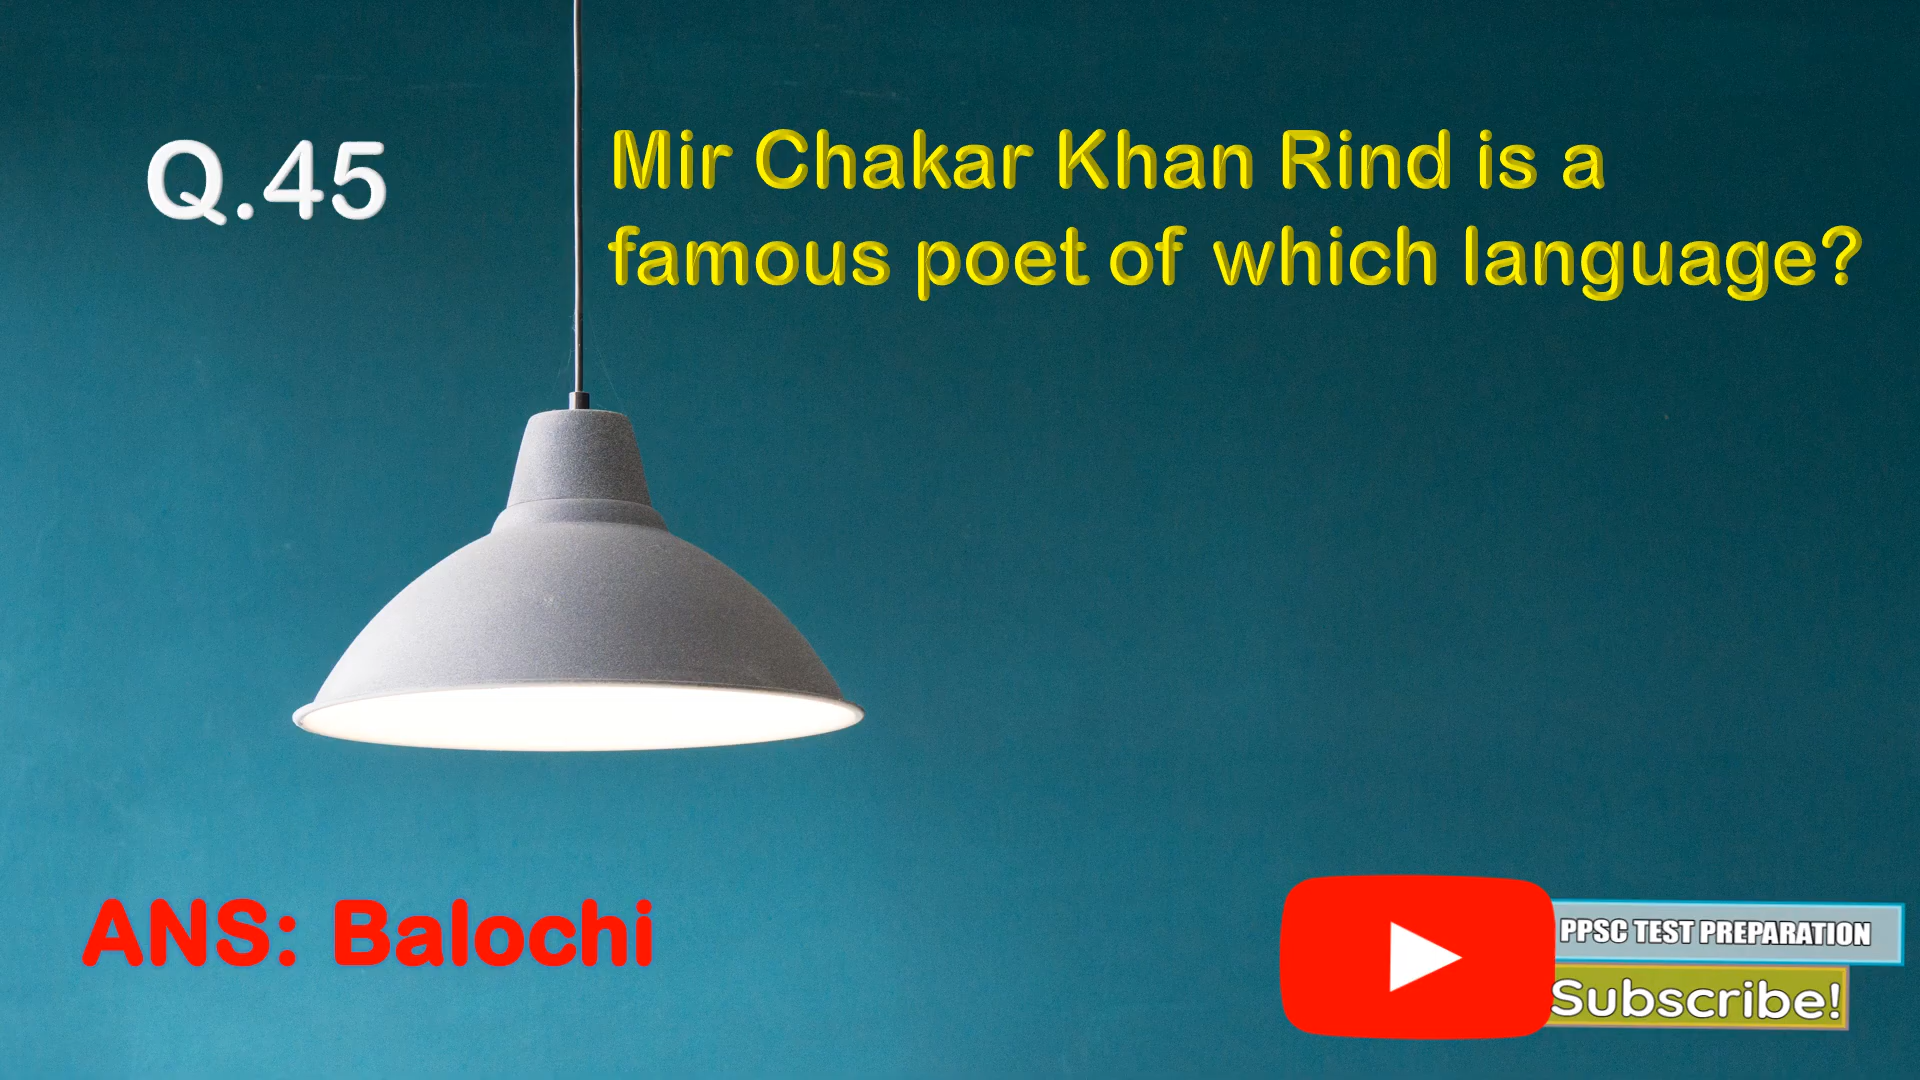 Q.45
Mir Chakar Khan Rind is a
famous poet of which language?
ANS: Balochi
PPSC TEST PREPARATION
Subscribe!